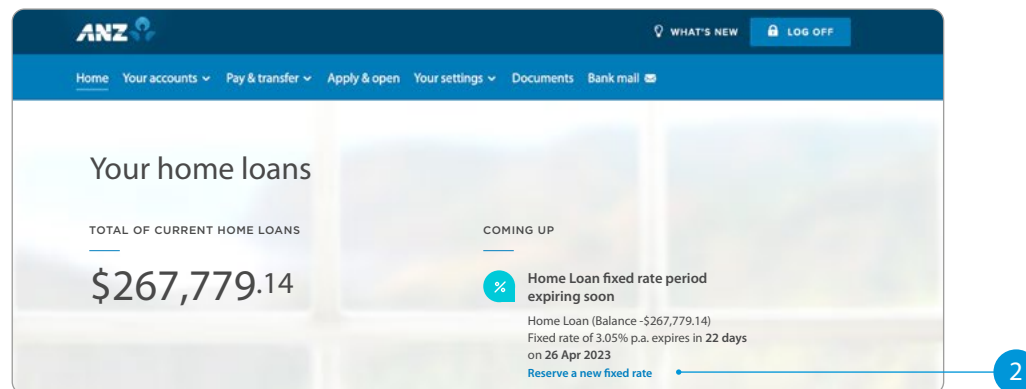 ANZ
WHAT'S NEW
LOG OFF
Home Your accounts Pay & transfer Apply & open Your settings Documents Bank mail
Your home loans
TOTAL OF CURRENT HOME LOANS
$267,779.14
COMING UP
%
Home Loan fixed rate period
expiring soon
Home Loan (Balance -$267,779.14)
Fixed rate of 3.05% p.a. expires in 22 days
on 26 Apr 2023
Reserve a new fixed rate
2